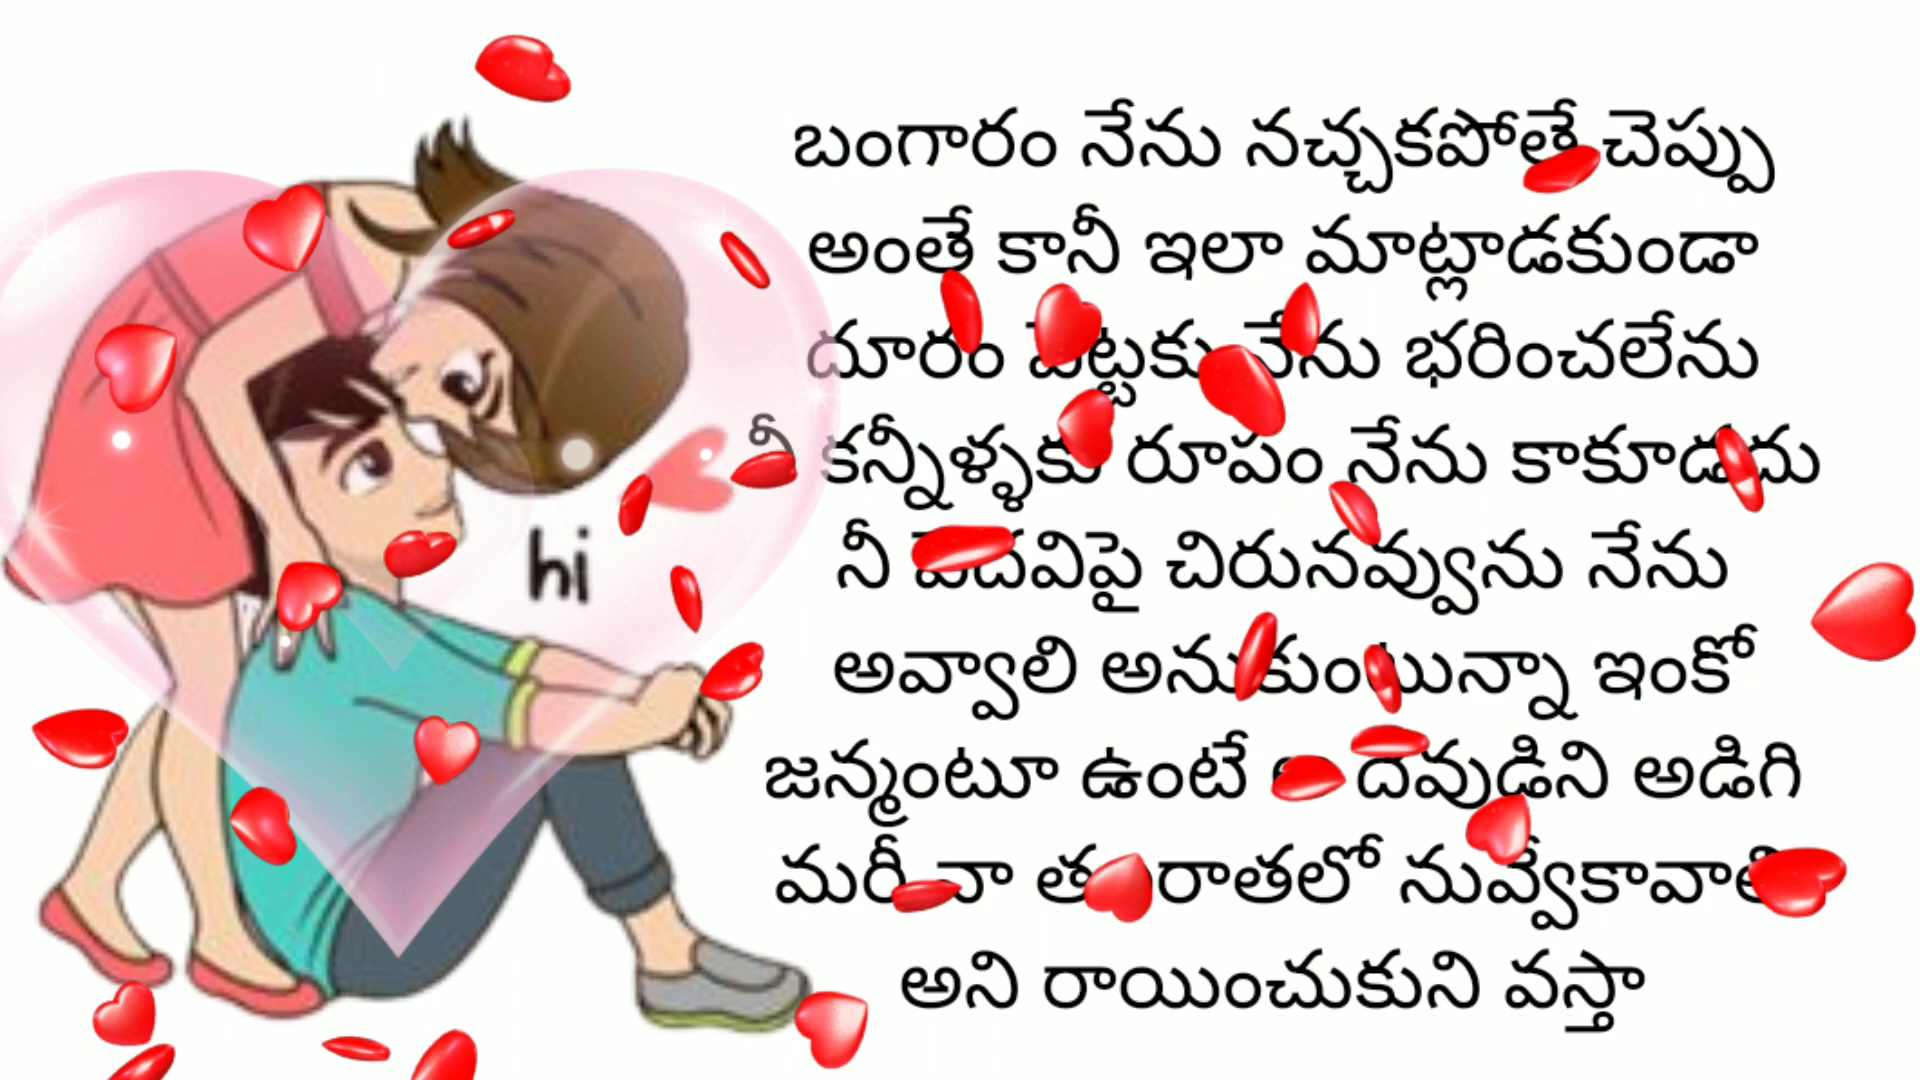 బంగారం నేను నచ్చకపోతే చెప్పు
అంతే కానీ ఇలా మాట్లాడకుండా
దూరం పెట్టకు నేను భరించలేను
నీ కన్నీళ్ళకు రూపం నేను కాకూడదు
hi
నీ పెదవిపై చిరునవ్వును నేను
అవ్వాలి అనుకుంటున్నా ఇంకో
జన్మంటూ ఉంటే దేవుడిని అడిగి
మరీ నా రాతలో నువ్వేకావాలి
అని రాయించుకుని వస్తా